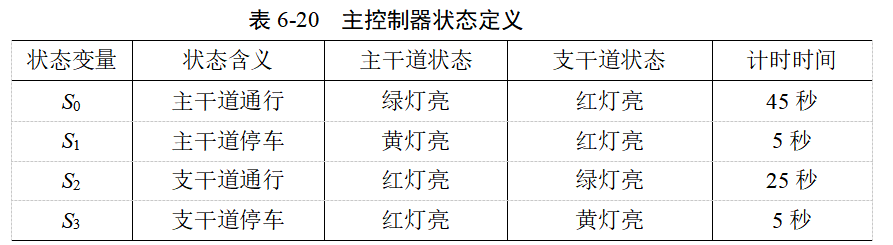 表 6-20 主控制器状态定义
状态变量 状态含义 主干道状态 支干道状态 计时时间
S0 主干道通行 绿灯亮 红灯亮 45 秒
S1 主干道停车 黄灯亮 红灯亮 5 秒
S2 支干道通行 红灯亮 绿灯亮 25 秒
S3 支干道停车 红灯亮 黄灯亮 5 秒